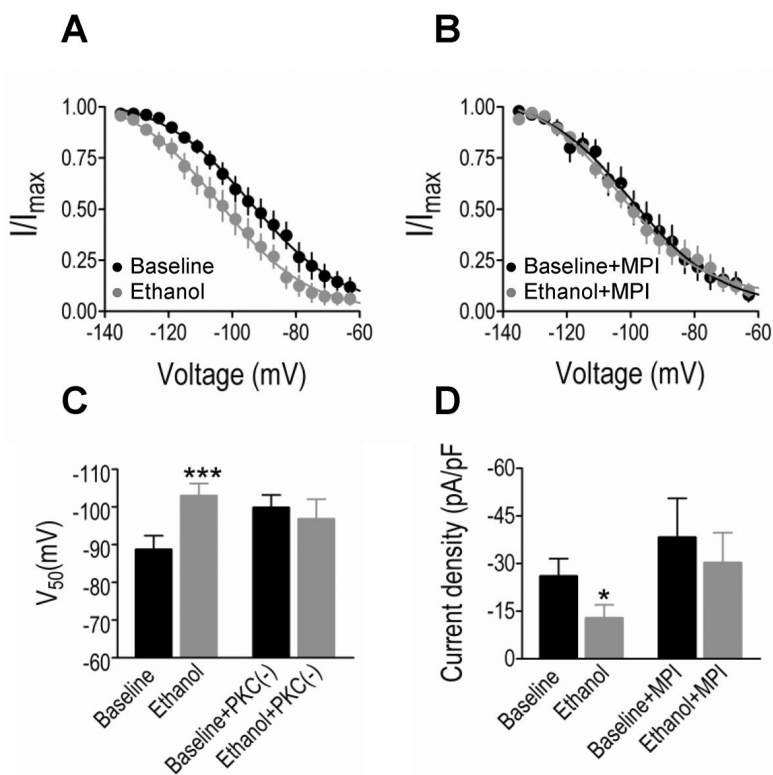 A
I/Imax
1.00
0.75
0.50
0.25
0.00
Baseline
Ethanol
-140
-120
-100
-80
-60
Voltage (mV)
B
I/Imax
1.00
0.75
0.50
0.25
0.00
Baseline+MPI
Ethanol+MPI
-140
-120
-100
-80
-60
Voltage (mV)
C
V50(mV)
-110
-100
-90
-80
-70
-60
***
Baseline
Ethanol
Baseline+PKC(-)
Ethanol+PKC(-)
D
Current density (pA/pF
-60
-45
-30
-15
0
*
Baseline
Ethanol
Baseline+MPI
Ethanol+MPI